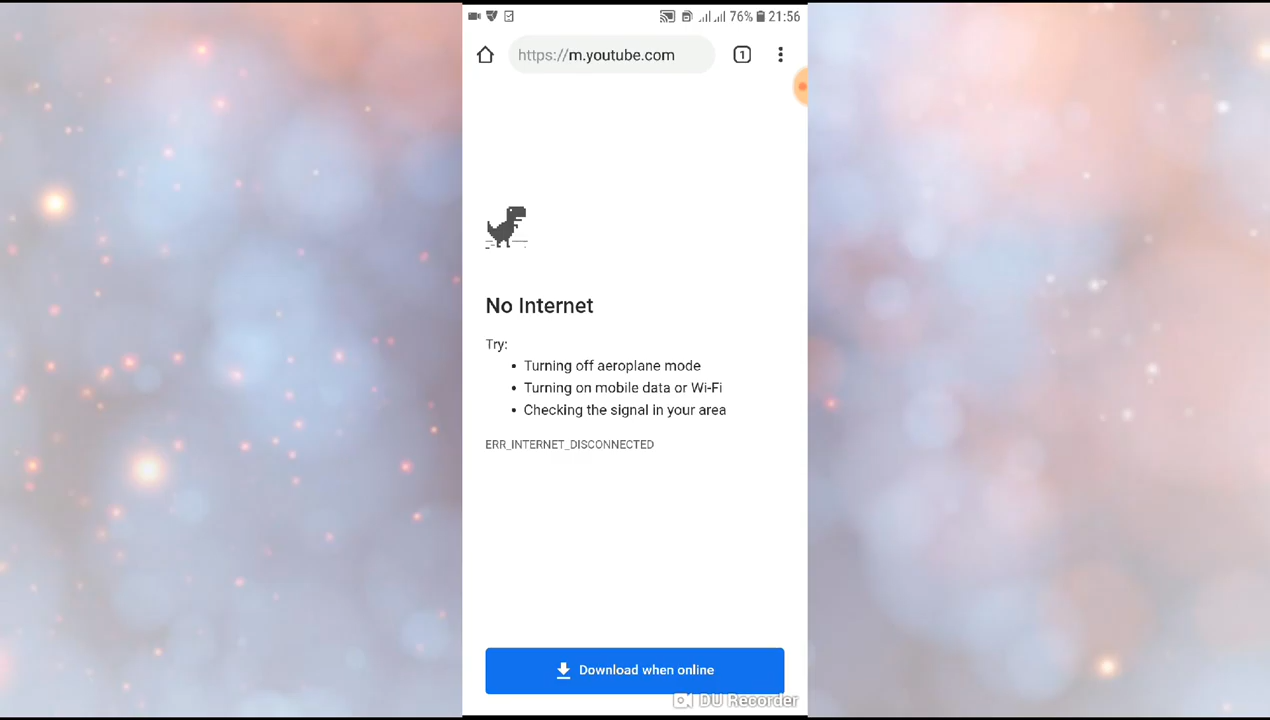 76% 21:56
https://m.youtube.com 1
No Internet
Try:
Turning off aeroplane mode
Turning on mobile data or Wi-Fi
Checking the signal in your area
ERR_INTERNET_DISCONNECTED
Download when online
DU Recorder